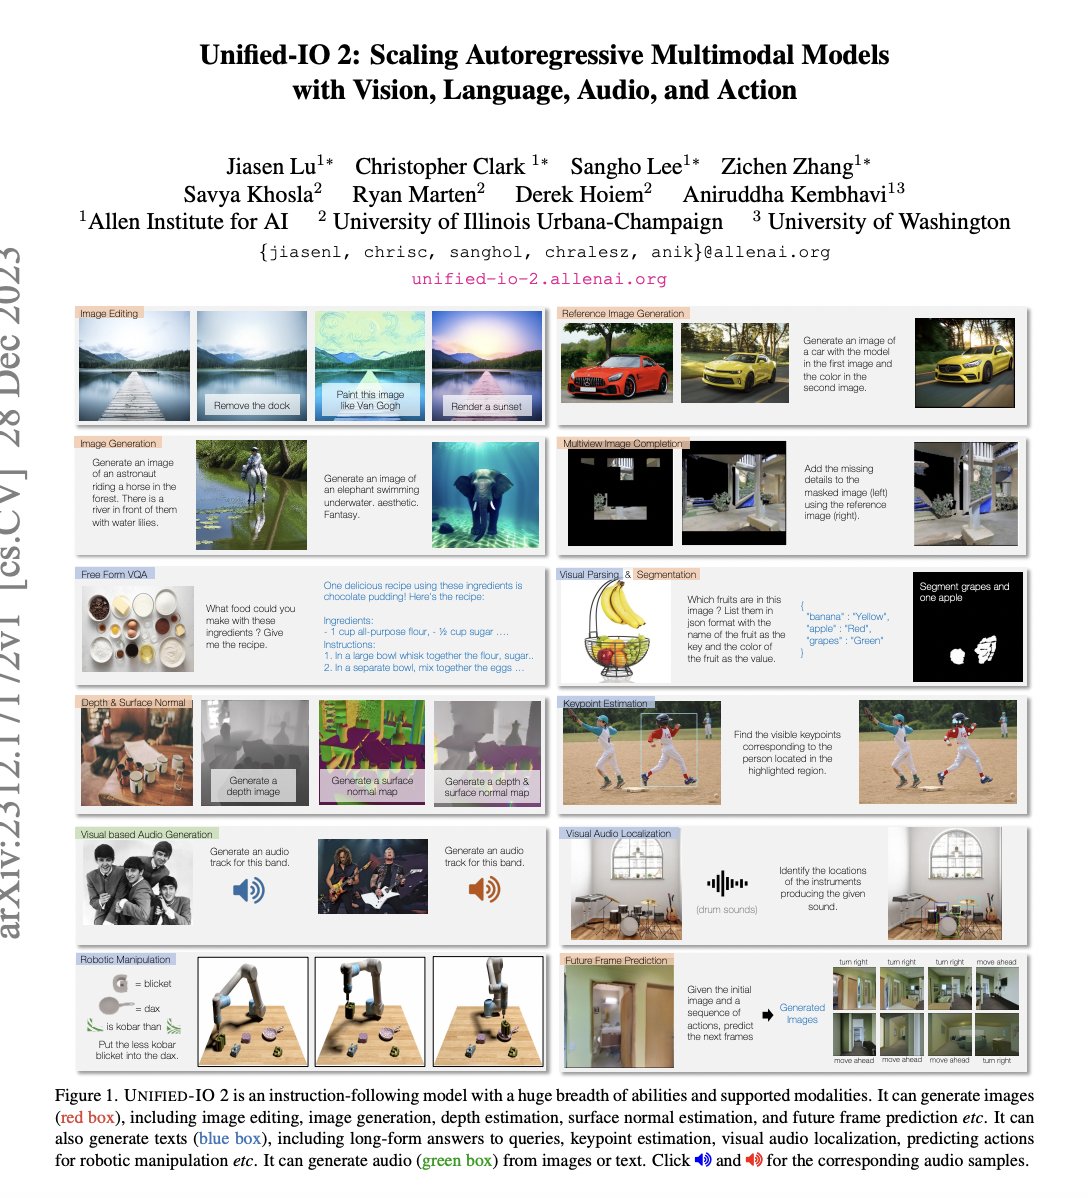 Unified-IO 2: Scaling Autoregressive Multimodal Models
with Vision, Language, Audio, and Action
Jiasen Lu1* Christopher Clark 1* Sangho Lee1* Zichen Zhang1*
Savya Khosla2 Ryan Marten2 Derek Hoiem2 Aniruddha Kembhavi13
1Allen Institute for AI 2 University of Illinois Urbana-Champaign 3 University of Washington
{jiasenl, chrisc, sanghol, chralesz, anik}@allenai.org
unified-io-2.allenai.org
arXiv:2312.17172v1 [cs.CV] 28 Dec 2023
Image Editing
Remove the dock
Paint this image
like Van Gogh
Render a sunset
Reference Image Generation
Generate an image of
a car with the model
in the first image and
the color in the
second image.
Image Generation
Generate an image
of an astronaut
riding a horse in the
forest. There is a
river in front of them
with water lilies.
Generate an image of
an elephant swimming
underwater. aesthetic.
Fantasy.
Multiview Image Completion
Add the missing
details to the
masked image (left)
using the reference
image (right).
Free Form VQA
What food could you
make with these
ingredients ? Give
me the recipe.
One delicious recipe using these ingredients is
chocolate pudding! Here's the recipe:
Ingredients:
- 1 cup all-purpose flour, - ½ cup sugar ....
Instructions:
1. In a large bowl whisk together the flour, sugar..
2. In a separate bowl, mix together the eggs ...
Visual Parsing & Segmentation
Which fruits are in this
image ? List them in
json format with the
name of the fruit as the
key and the color of
the fruit as the value.
{
"banana" : "Yellow",
"apple" : "Red",
"grapes" : "Green"
}
Segment grapes and
one apple
Depth & Surface Normal
Generate a
depth image
Generate a surface
normal map
Generate a depth &
surface normal map
Keypoint Estimation
Find the visible keypoints
corresponding to the
person located in the
highlighted region.
Visual based Audio Generation
Generate an audio
track for this band.
Generate an audio
track for this band.
Visual Audio Localization
(drum sounds)
Identify the locations
of the instruments
producing the given
sound.
Robotic Manipulation
= blicket
= dax
is kobar than
Put the less kobar
blicket into the dax.
Future Frame Prediction
Given the initial
image and a
sequence of
actions, predict
the next frames
Generated
Images
turn right turn right turn right move ahead
move ahead move ahead move ahead turn right
Figure 1. UNIFIED-IO 2 is an instruction-following model with a huge breadth of abilities and supported modalities. It can generate images
(red box), including image editing, image generation, depth estimation, surface normal estimation, and future frame prediction etc. It can
also generate texts (blue box), including long-form answers to queries, keypoint estimation, visual audio localization, predicting actions
for robotic manipulation etc. It can generate audio (green box) from images or text. Click and for the corresponding audio samples.